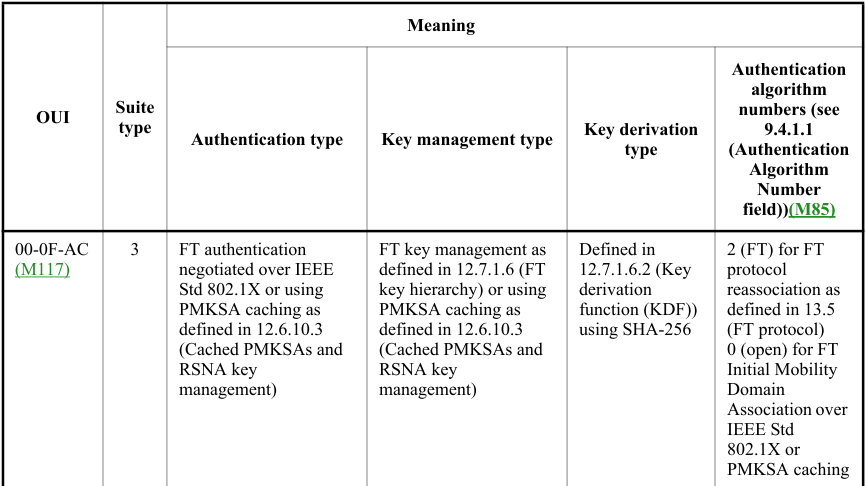 Meaning
OUI
Suite
type
Authentication type
Key management type
Key derivation
type
Authentication
algorithm
numbers (see
9.4.1.1
(Authentication
Algorithm
Number
field))(M85)
00-0F-AC
(M117)
3
FT authentication
negotiated over IEEE
Std 802.1X or using
PMKSA caching as
defined in 12.6.10.3
(Cached PMKSAs and
RSNA key
management)
FT key management as
defined in 12.7.1.6 (FT
key hierarchy) or using
PMKSA caching as
defined in 12.6.10.3
(Cached PMKSAs and
RSNA key
management)
Defined in
12.7.1.6.2 (Key
derivation
function (KDF))
using SHA-256
2 (FT) for FT
protocol
reassociation as
defined in 13.5
(FT protocol)
0 (open) for FT
Initial Mobility
Domain
Association over
IEEE Std
802.1X or
PMKSA caching